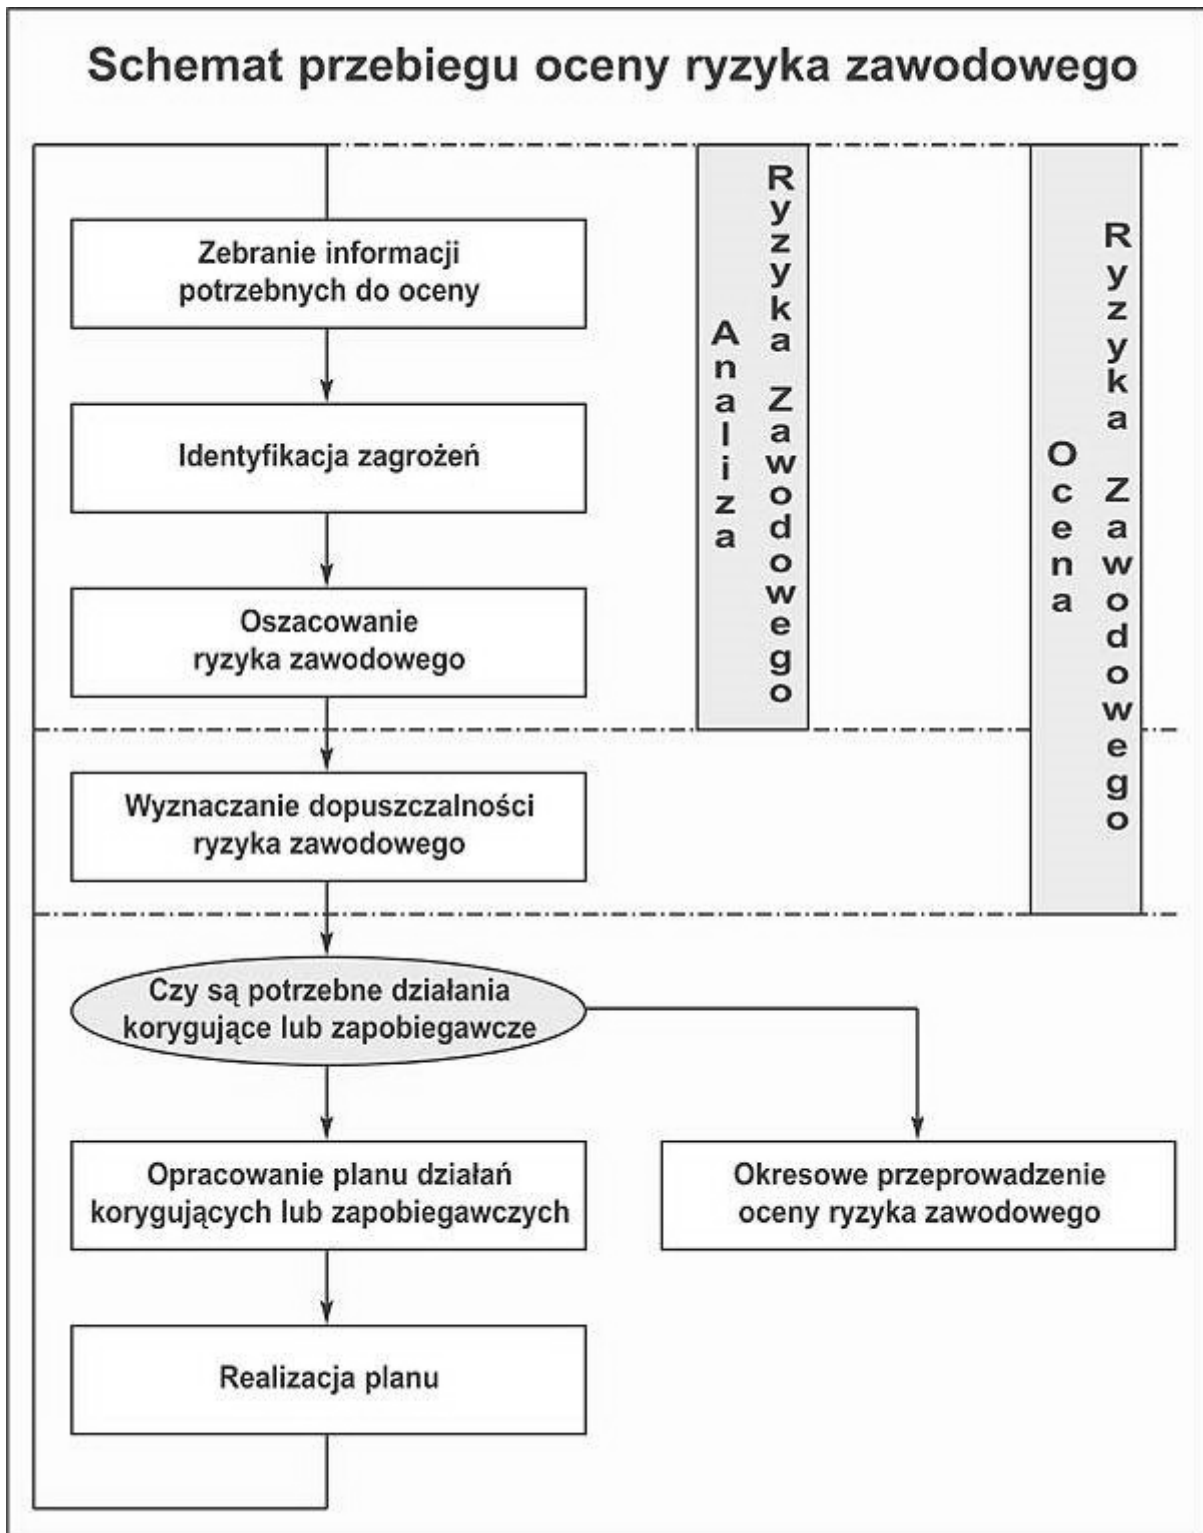 Schemat przebiegu oceny ryzyka zawodowego
Zebranie informacji
potrzebnych do oceny
Identyfikacja zagrożeń
Oszacowanie
ryzyka zawodowego
Analiza
Ryzyka Zawodowego
Ocena
Ryzyka Zawodowego
Wyznaczanie dopuszczalności
ryzyka zawodowego
Czy są potrzebne działania
korygujące lub zapobiegawcze
Opracowanie planu działań
korygujących lub zapobiegawczych
Okresowe przeprowadzenie
oceny ryzyka zawodowego
Realizacja planu